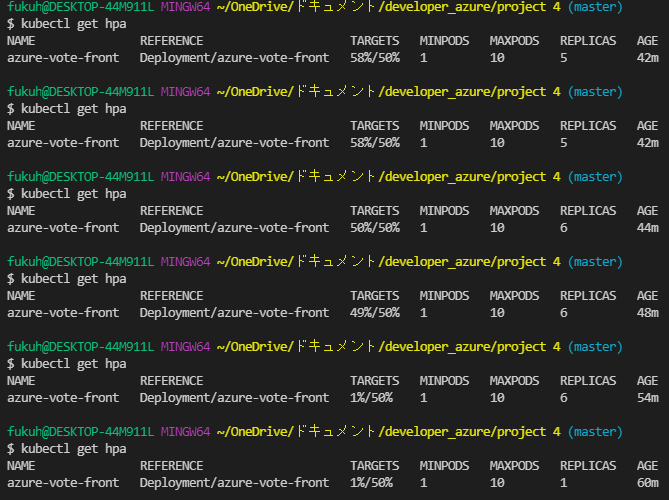 fukuh@DESKTOP-44M911L MINGW64 ~/OneDrive/ドキュメント/developer_azure/project 4 (master)
$ kubectl get hpa
NAME REFERENCE TARGETS MINPODS MAXPODS REPLICAS AGE
azure-vote-front Deployment/azure-vote-front 58%/50% 1 10 5 42m
fukuh@DESKTOP-44M911L MINGW64 ~/OneDrive/ドキュメント/developer_azure/project 4 (master)
$ kubectl get hpa
NAME REFERENCE TARGETS MINPODS MAXPODS REPLICAS AGE
azure-vote-front Deployment/azure-vote-front 58%/50% 1 10 5 42m
fukuh@DESKTOP-44M911L MINGW64 ~/OneDrive/ドキュメント/developer_azure/project 4 (master)
$ kubectl get hpa
NAME REFERENCE TARGETS MINPODS MAXPODS REPLICAS AGE
azure-vote-front Deployment/azure-vote-front 50%/50% 1 10 6 44m
fukuh@DESKTOP-44M911L MINGW64 ~/OneDrive/ドキュメント/developer_azure/project 4 (master)
$ kubectl get hpa
NAME REFERENCE TARGETS MINPODS MAXPODS REPLICAS AGE
azure-vote-front Deployment/azure-vote-front 49%/50% 1 10 6 48m
fukuh@DESKTOP-44M911L MINGW64 ~/OneDrive/ドキュメント/developer_azure/project 4 (master)
$ kubectl get hpa
NAME REFERENCE TARGETS MINPODS MAXPODS REPLICAS AGE
azure-vote-front Deployment/azure-vote-front 1%/50% 1 10 6 54m
fukuh@DESKTOP-44M911L MINGW64 ~/OneDrive/ドキュメント/developer_azure/project 4 (master)
$ kubectl get hpa
NAME REFERENCE TARGETS MINPODS MAXPODS REPLICAS AGE
azure-vote-front Deployment/azure-vote-front 1%/50% 1 10 1 60m